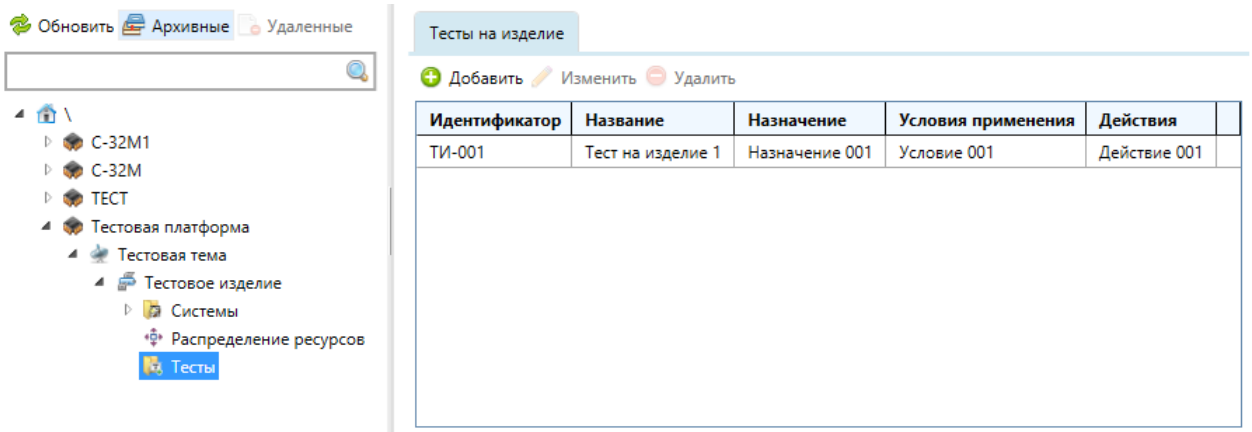 Обновить Архивные Удаленные
\
С-32М1
С-32М
ТЕСТ
Тестовая платформа
Тестовая тема
Тестовое изделие
Системы
Распределение ресурсов
Тесты
Тесты на изделие
Добавить Изменить Удалить
Идентификатор Название Назначение Условия применения Действия
ТИ-001 Тест на изделие 1 Назначение 001 Условие 001 Действие 001